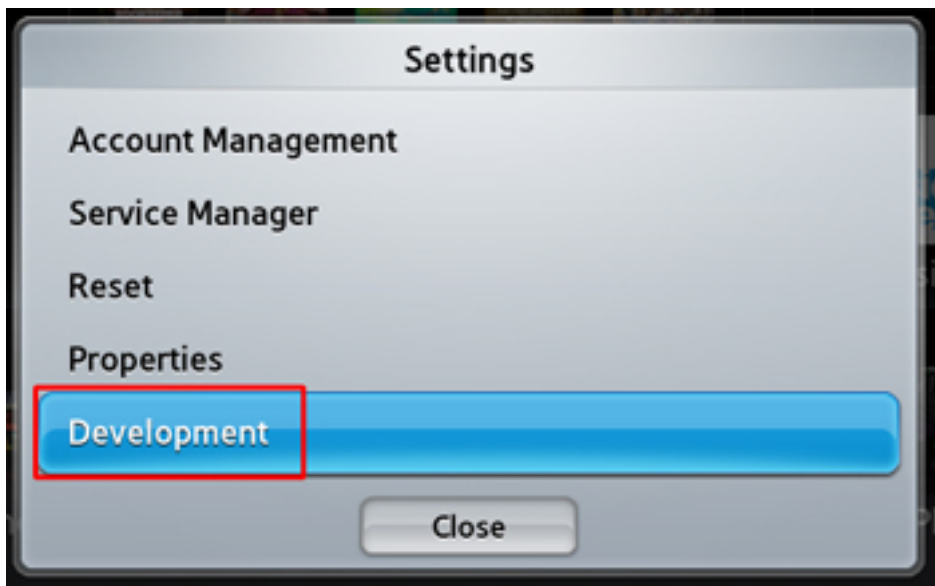 Settings
Account Management
Service Manager
Reset
Properties
Development
Close